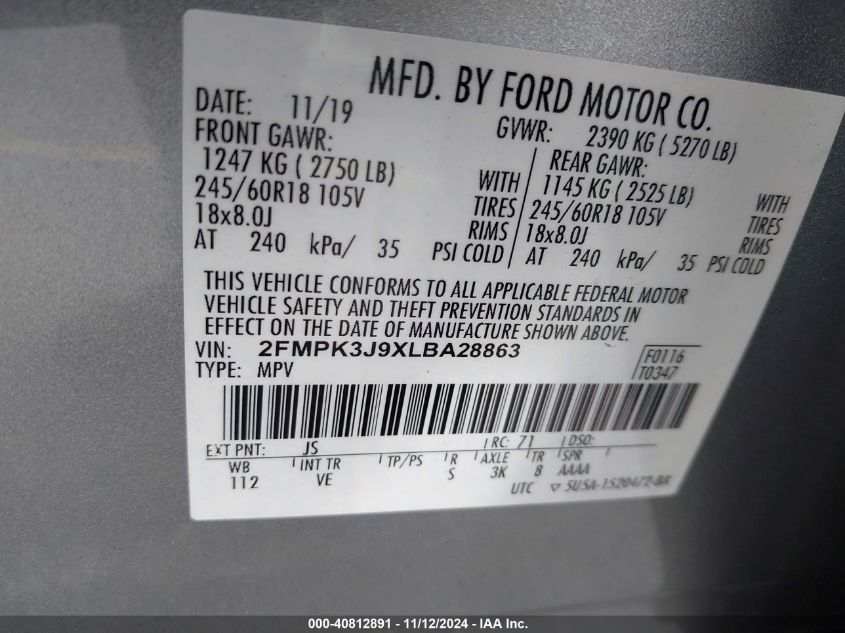 MFD. BY FORD MOTOR CO.
DATE: 11/19 GVWR: 2390 KG ( 5270 LB)
FRONT GAWR: REAR GAWR:
1247 KG ( 2750 LB) WITH 1145 KG ( 2525 LB) WITH
245/60R18 105V TIRES 245/60R18 105V TIRES
18x8.0J RIMS 18x8.0J RIMS
AT 240 kPa/ 35 PSI COLD AT 240 kPa/ 35 PSI COLD
THIS VEHICLE CONFORMS TO ALL APPLICABLE FEDERAL MOTOR
VEHICLE SAFETY AND THEFT PREVENTION STANDARDS IN
EFFECT ON THE DATE OF MANUFACTURE SHOWN ABOVE.
VIN: 2FMPK3J9XLBA28863 F0116
TYPE: MPV T0347
EXT PNT: JS RC: 71 DSO:
WB INT TR TP/PS R AXLE TR SPR
112 VE S 3K 8 AAAA
UTC ▽ 5U5A-1520472-BA
000-40812891 - 11/12/2024 - IAA Inc.